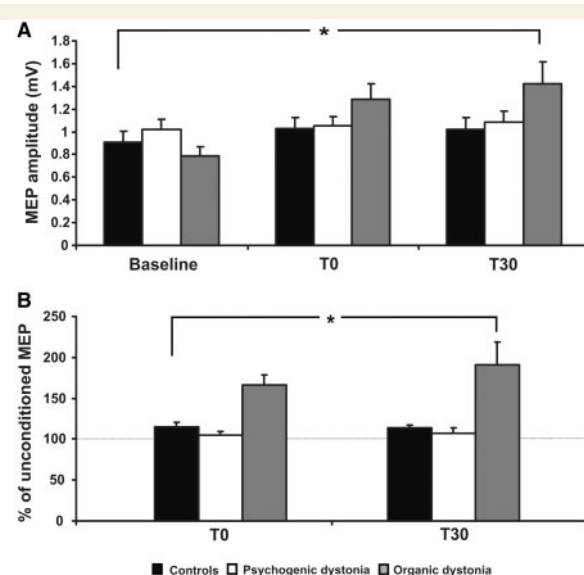 A
MEP amplitude (mV)
1.8
1.6
1.4
1.2
1
0.8
0.6
0.4
0.2
0
*
Baseline T0 T30
B
% of unconditioned MEP
250
200
150
100
50
0
*
T0 T30
Controls Psychogenic dystonia Organic dystonia